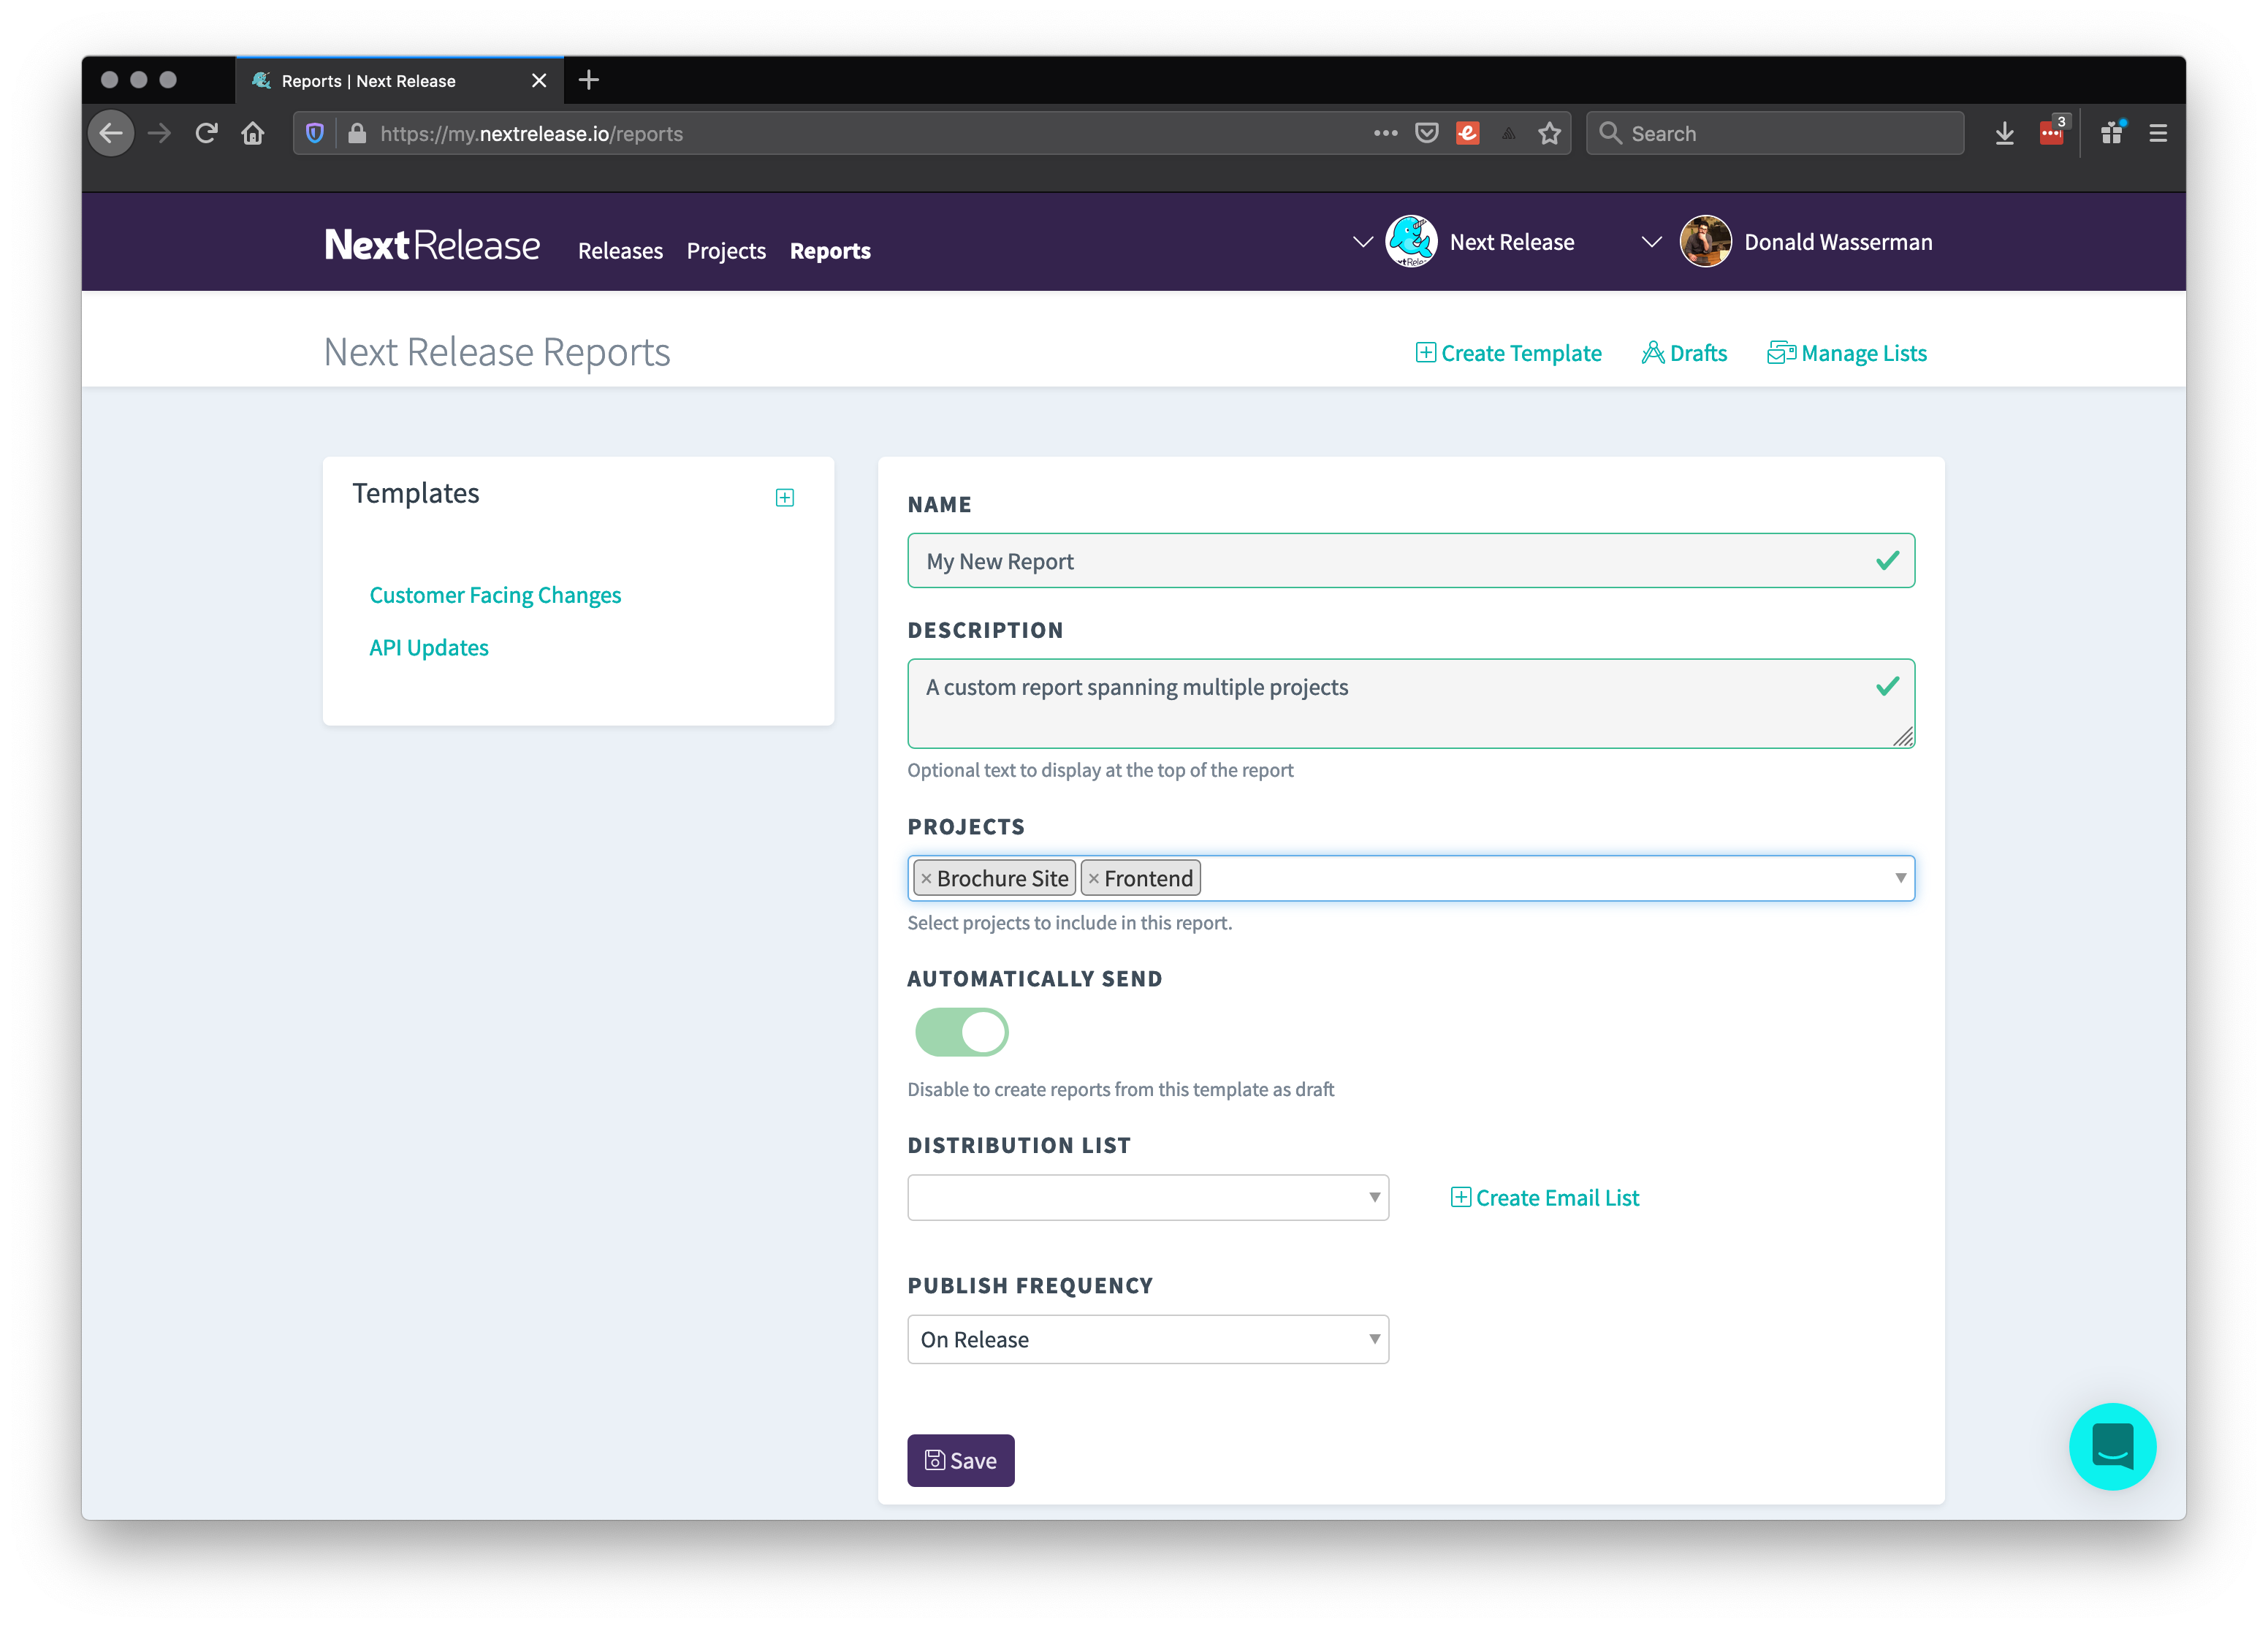 Reports | Next Release
https://my.nextrelease.io/reports
Search
3
NextRelease
Releases
Projects
Reports
Next Release
Donald Wasserman
Next Release Reports
Create Template
Drafts
Manage Lists
Templates
Customer Facing Changes
API Updates
NAME
My New Report
DESCRIPTION
A custom report spanning multiple projects
Optional text to display at the top of the report
PROJECTS
× Brochure Site × Frontend
Select projects to include in this report.
AUTOMATICALLY SEND
Disable to create reports from this template as draft
DISTRIBUTION LIST
Create Email List
PUBLISH FREQUENCY
On Release
Save